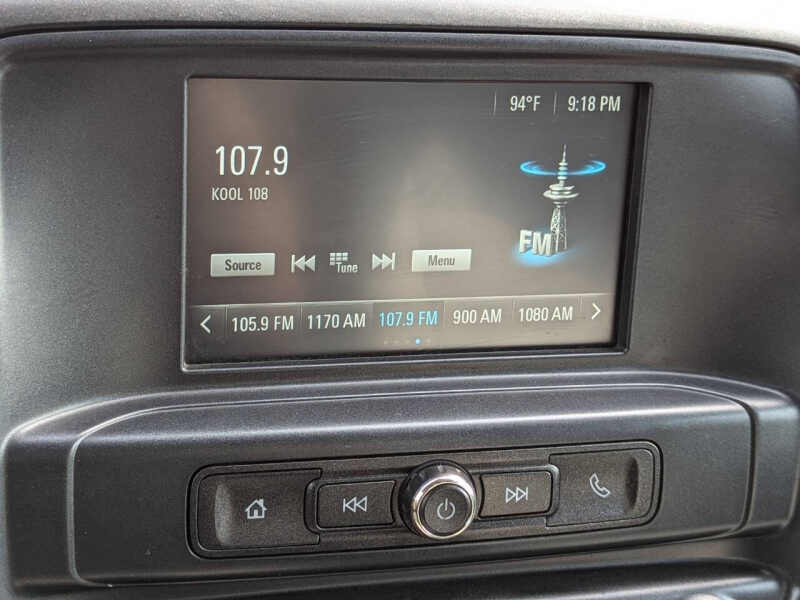 94°F 9:18 PM
107.9
KOOL 108
FM
Source Tune Menu
105.9 FM 1170 AM 107.9 FM 900 AM 1080 AM